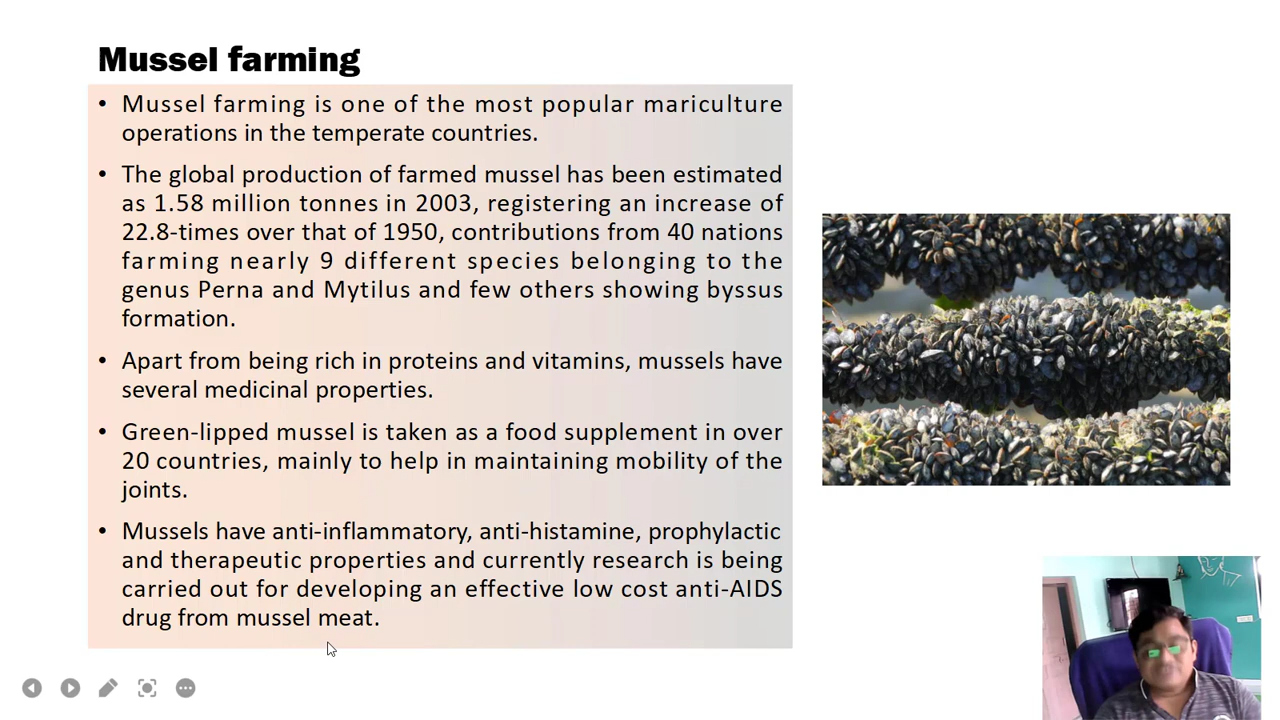 Mussel farming
• Mussel farming is one of the most popular mariculture
operations in the temperate countries.
• The global production of farmed mussel has been estimated
as 1.58 million tonnes in 2003, registering an increase of
22.8-times over that of 1950, contributions from 40 nations
farming nearly 9 different species belonging to the
genus Perna and Mytilus and few others showing byssus
formation.
• Apart from being rich in proteins and vitamins, mussels have
several medicinal properties.
• Green-lipped mussel is taken as a food supplement in over
20 countries, mainly to help in maintaining mobility of the
joints.
• Mussels have anti-inflammatory, anti-histamine, prophylactic
and therapeutic properties and currently research is being
carried out for developing an effective low cost anti-AIDS
drug from mussel meat.